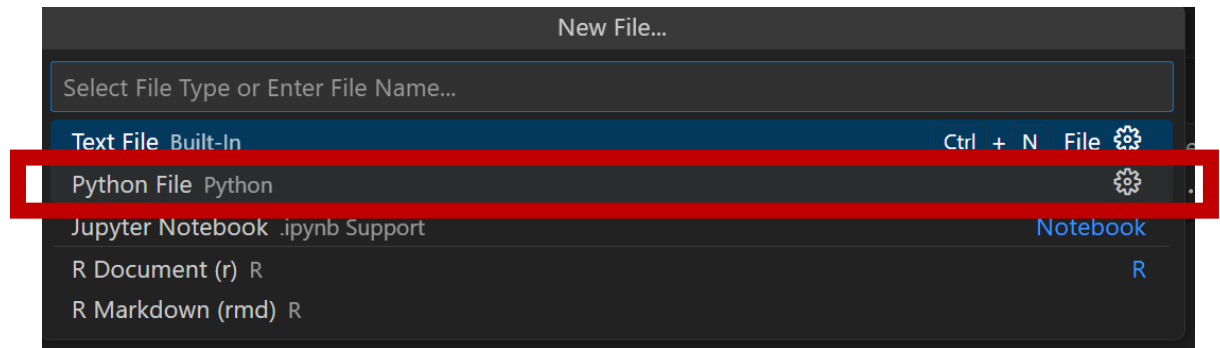 New File...
Select File Type or Enter File Name...
Text File Built-In Ctrl + N File
Python File Python
Jupyter Notebook .ipynb Support Notebook
R Document (r) R R
R Markdown (rmd) R